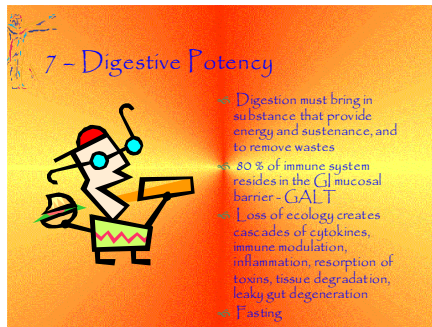 7 – Digestive Potency
Digestion must bring in
substance that provide
energy and sustenance, and
to remove wastes
80 % of immune system
resides in the GI mucosal
barrier - GALT
Loss of ecology creates
cascades of cytokines,
immune modulation,
inflammation, resorption of
toxins, tissue degradation,
leaky gut degeneration
Fasting